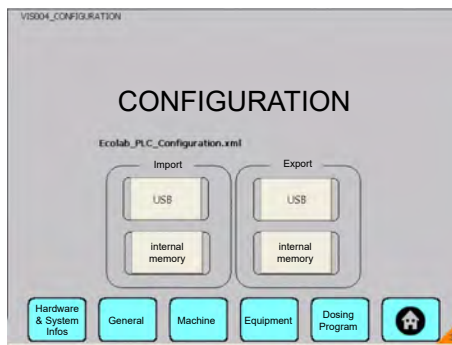 VIS004_CONFIGURATION
CONFIGURATION
Ecolab_PLC_Configuration.xml
Import
Export
USB
USB
internal
memory
internal
memory
Hardware
& System
Infos
General
Machine
Equipment
Dosing
Program